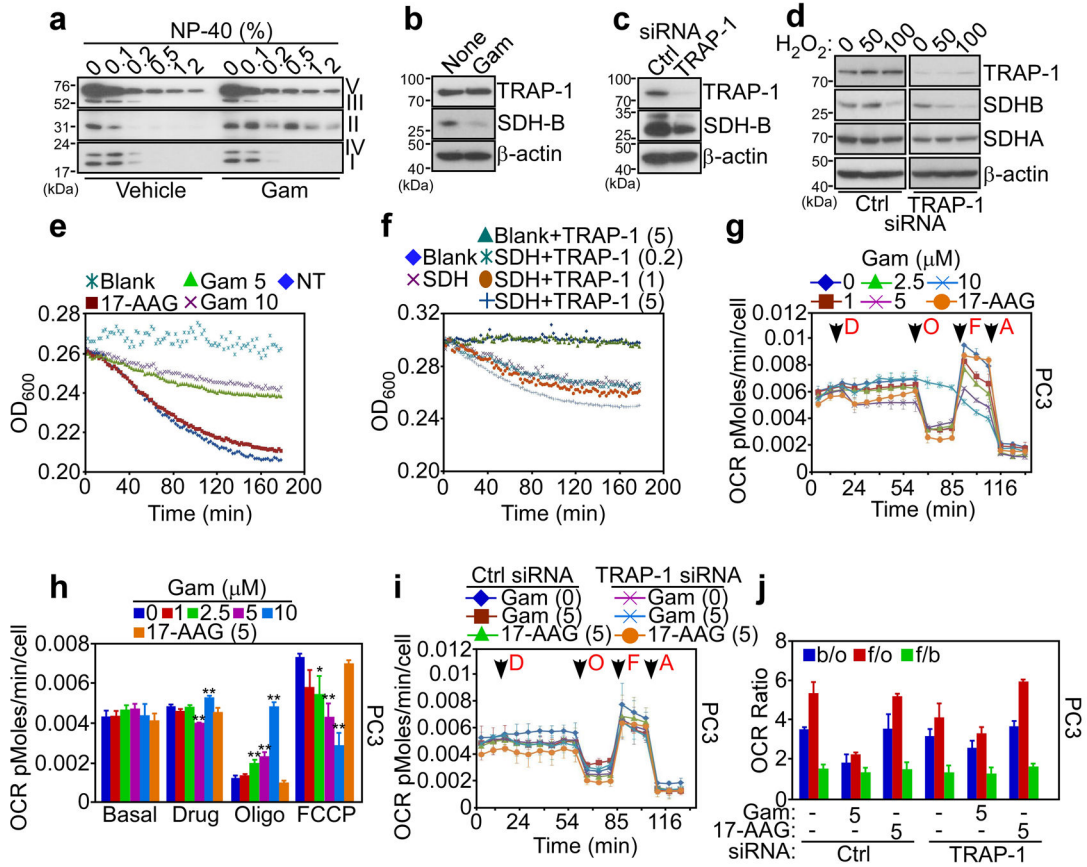 a
NP-40 (%)
0 0.1 0.2 0.5 1 2 0 0.1 0.2 0.5 1 2
76
52
V
III
31
II
24
17
IV
I
(kDa)
Vehicle Gam
b
None Gam
100
70
TRAP-1
35
25
SDH-B
50
40
β-actin
(kDa)
c
siRNA
Ctrl TRAP-1
100
70
TRAP-1
35
25
SDH-B
50
40
β-actin
(kDa)
d
H2O2: 0 50 100 0 50 100
100
70
TRAP-1
35
25
SDHB
70
SDHA
50
40
β-actin
(kDa)
Ctrl TRAP-1
siRNA
e
Blank Gam 5 NT
17-AAG Gam 10
OD600
0.28
0.26
0.24
0.22
0.20
0 40 80 120 160 200
Time (min)
f
Blank+TRAP-1 (5)
Blank SDH+TRAP-1 (0.2)
SDH SDH+TRAP-1 (1)
SDH+TRAP-1 (5)
OD600
0.32
0.28
0.24
0.20
0 40 80 120 160 200
Time (min)
g
Gam (μM)
0 2.5 10
1 5 17-AAG
OCR pMoles/min/cell
0.012
0.01
0.008
0.006
0.004
0.002
0
D O F A
0 24 54 85 116
Time (min)
PC3
h
Gam (μM)
0 1 2.5 5 10
17-AAG (5)
OCR pMoles/min/cell
0.008
0.006
0.004
0.002
0
** ** ** ** ** * ** **
Basal Drug Oligo FCCP
PC3
i
Ctrl siRNA TRAP-1 siRNA
Gam (0) Gam (0)
Gam (5) Gam (5)
17-AAG (5) 17-AAG (5)
OCR pMoles/min/cell
0.012
0.01
0.008
0.006
0.004
0.002
0
D O F A
0 24 54 85 116
Time (min)
PC3
j
b/o f/o f/b
OCR Ratio
8
6
4
2
0
Gam: - 5 - - 5 -
17-AAG: - - 5 - - 5
siRNA: Ctrl TRAP-1
PC3